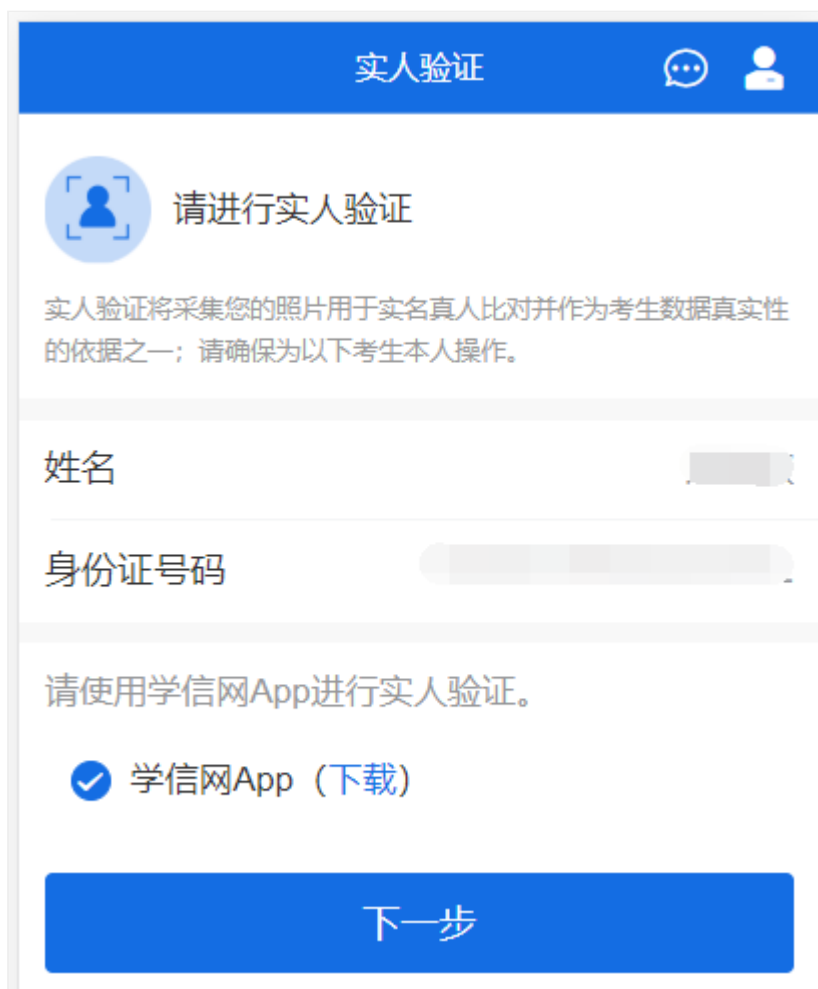 实人验证
请进行实人验证
实人验证将采集您的照片用于实名真人比对并作为考生数据真实性
的依据之一；请确保为以下考生本人操作。
姓名
身份证号码
请使用学信网App进行实人验证。
学信网App（下载）
下一步